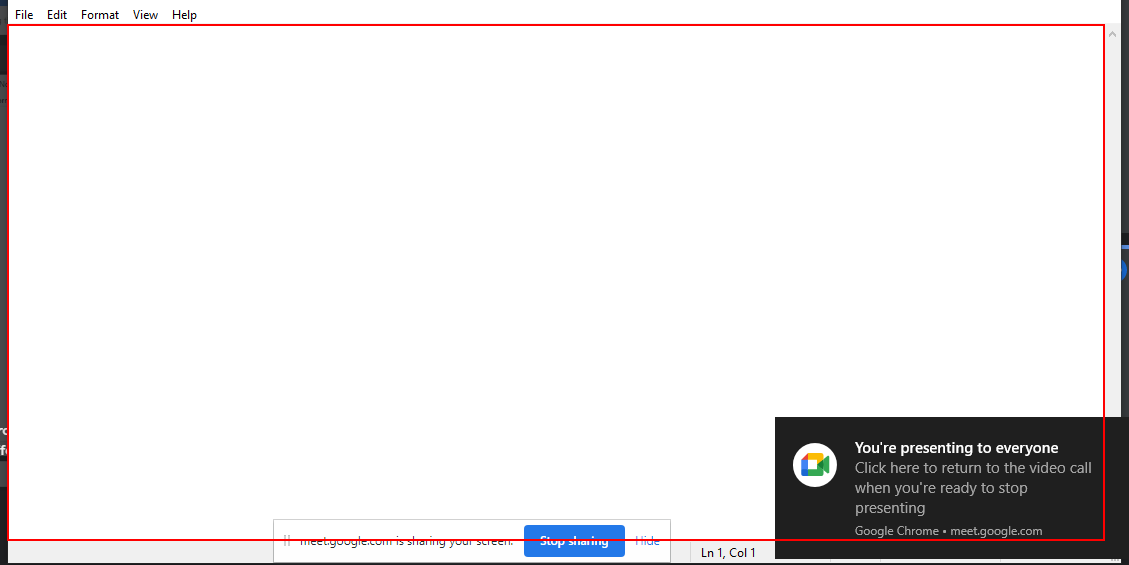 File Edit Format View Help
You're presenting to everyone
Click here to return to the video call
when you're ready to stop
presenting
Google Chrome • meet.google.com
meet.google.com is sharing your screen. Stop sharing Hide
Ln 1, Col 1